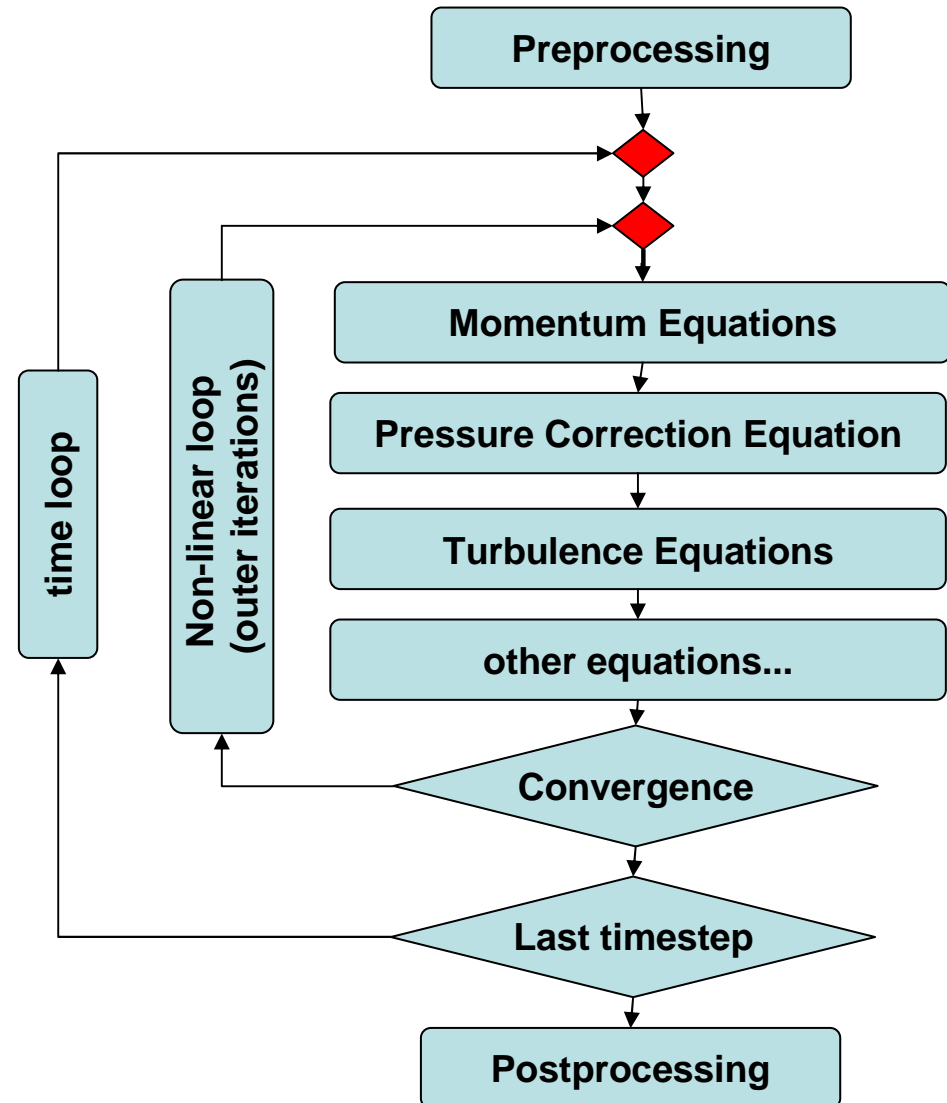 Preprocessing
Momentum Equations
Pressure Correction Equation
Turbulence Equations
other equations...
Convergence
Last timestep
Postprocessing
Non-linear loop
(outer iterations)
time loop